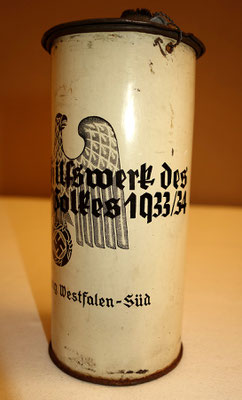 ilfswerk des
olkes 1933/34
g Westfalen-Süd